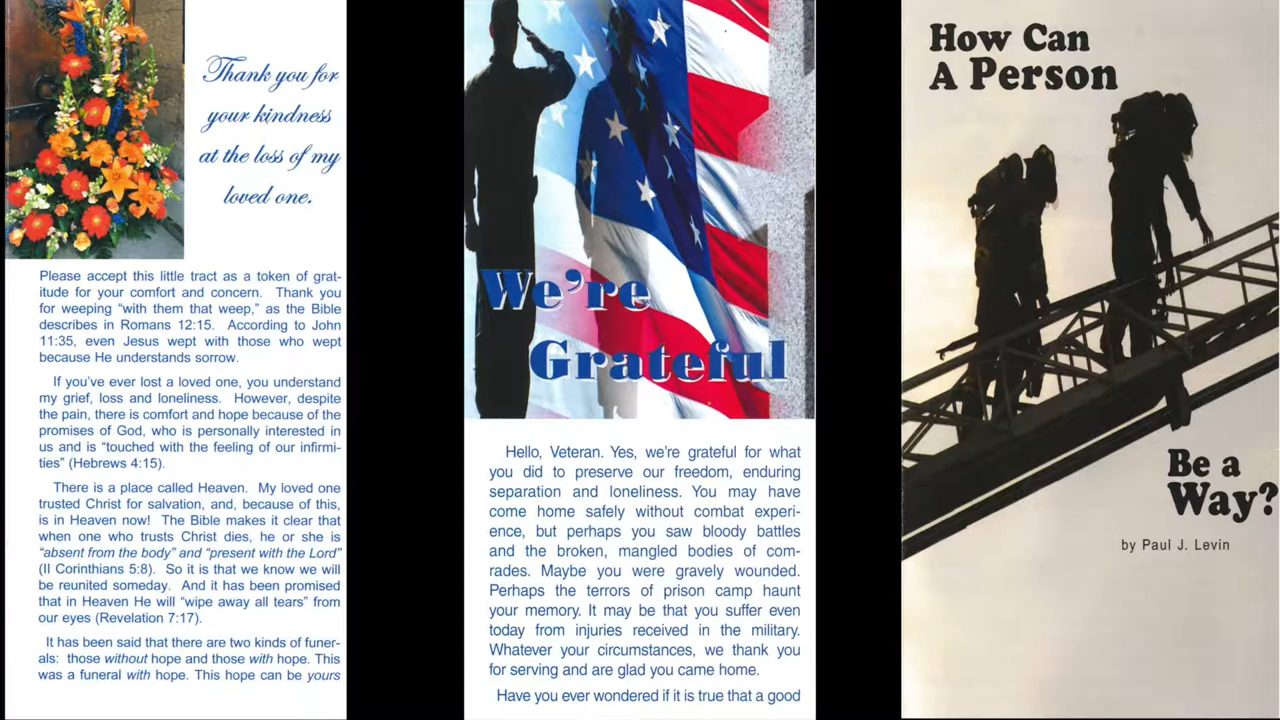 Thank you for
your kindness
at the loss of my
loved one.
Please accept this little tract as a token of grat-
itude for your comfort and concern. Thank you
for weeping “with them that weep,” as the Bible
describes in Romans 12:15. According to John
11:35, even Jesus wept with those who wept
because He understands sorrow.
If you’ve ever lost a loved one, you understand
my grief, loss and loneliness. However, despite
the pain, there is comfort and hope because of the
promises of God, who is personally interested in
us and is “touched with the feeling of our infirmi-
ties” (Hebrews 4:15).
There is a place called Heaven. My loved one
trusted Christ for salvation, and, because of this,
is in Heaven now! The Bible makes it clear that
when one who trusts Christ dies, he or she is
“absent from the body” and “present with the Lord”
(II Corinthians 5:8). So it is that we know we will
be reunited someday. And it has been promised
that in Heaven He will “wipe away all tears” from
our eyes (Revelation 7:17).
It has been said that there are two kinds of funer-
als: those without hope and those with hope. This
was a funeral with hope. This hope can be yours
We’re
Grateful
Hello, Veteran. Yes, we’re grateful for what
you did to preserve our freedom, enduring
separation and loneliness. You may have
come home safely without combat experi-
ence, but perhaps you saw bloody battles
and the broken, mangled bodies of com-
rades. Maybe you were gravely wounded.
Perhaps the terrors of prison camp haunt
your memory. It may be that you suffer even
today from injuries received in the military.
Whatever your circumstances, we thank you
for serving and are glad you came home.
Have you ever wondered if it is true that a good
How Can
A Person
Be a
Way?
by Paul J. Levin